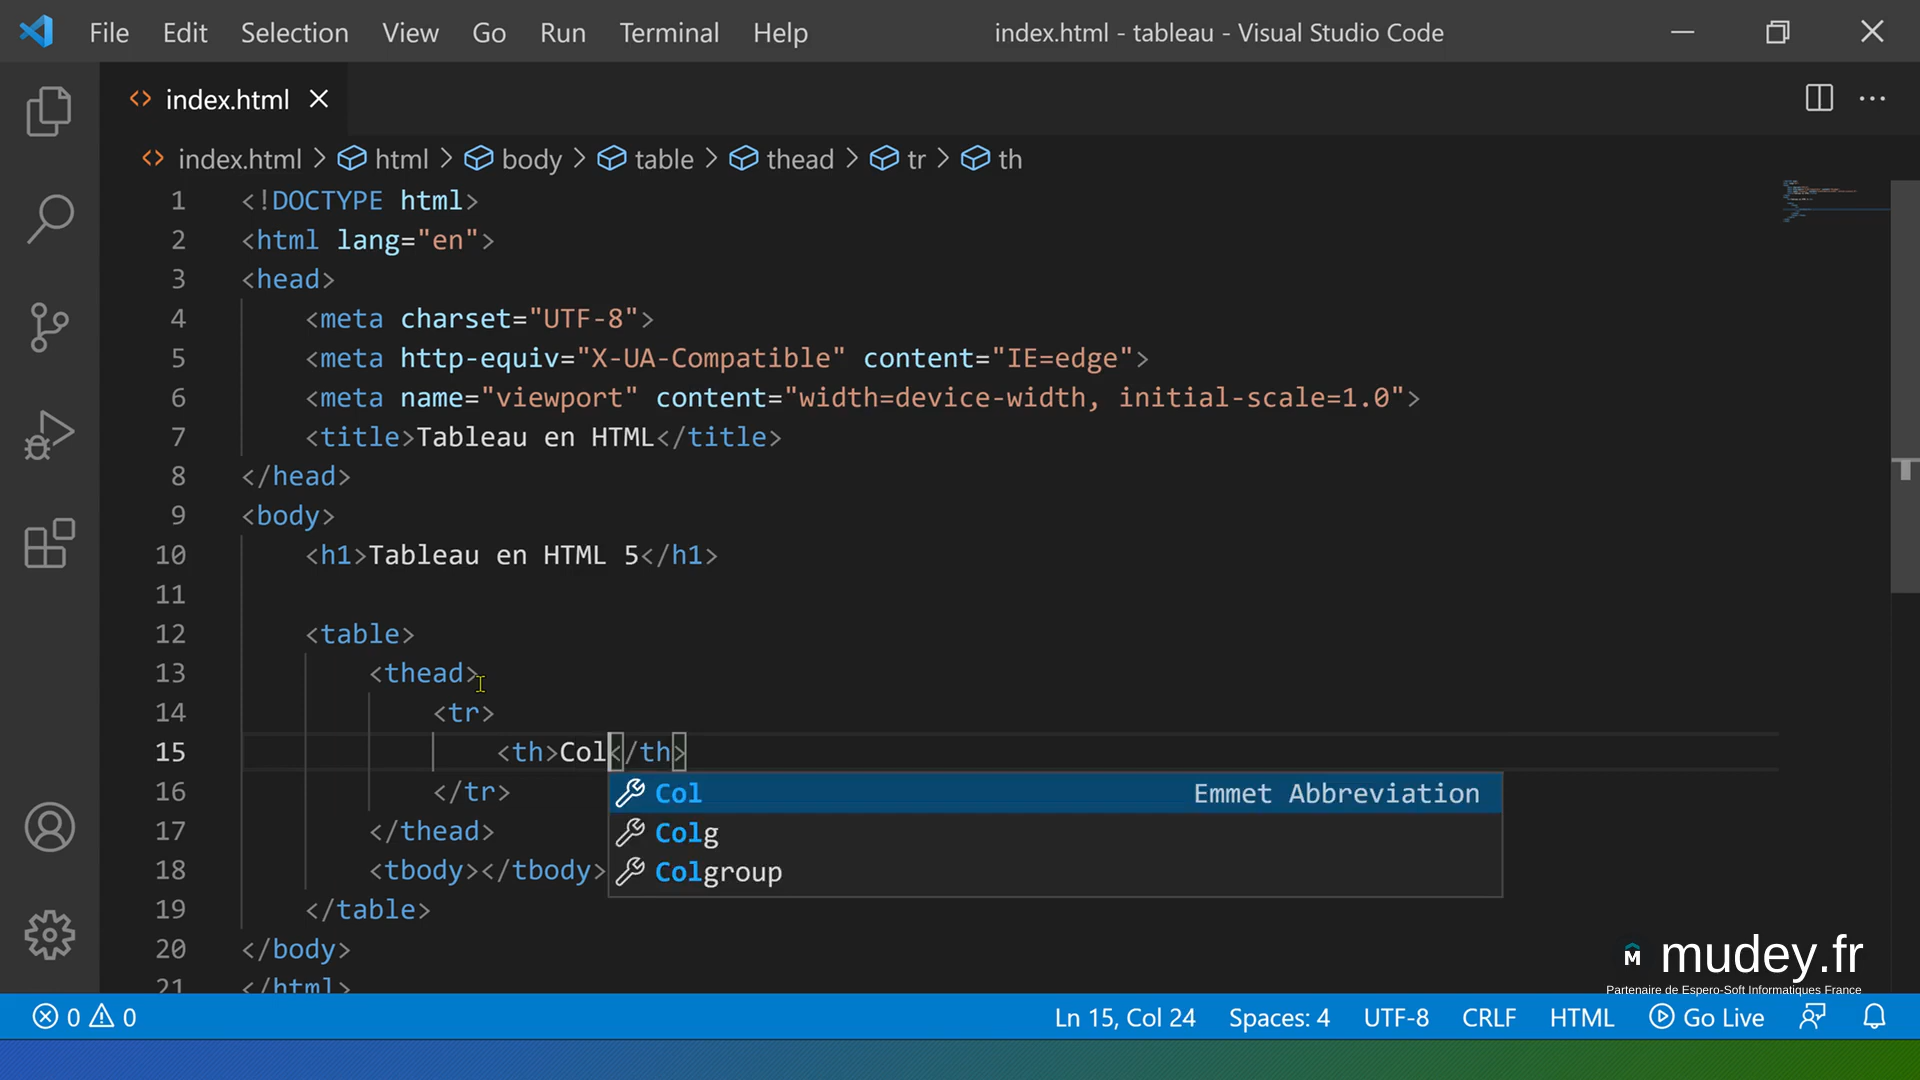 File Edit Selection View Go Run Terminal Help index.html - tableau - Visual Studio Code
index.html
index.html > html > body > table > thead > tr > th
1 <!DOCTYPE html>
2 <html lang="en">
3 <head>
4 <meta charset="UTF-8">
5 <meta http-equiv="X-UA-Compatible" content="IE=edge">
6 <meta name="viewport" content="width=device-width, initial-scale=1.0">
7 <title>Tableau en HTML</title>
8 </head>
9 <body>
10 <h1>Tableau en HTML 5</h1>
11
12 <table>
13 <thead>
14 <tr>
15 <th>Col</th>
16 </tr>
Col Emmet Abbreviation
17 </thead>
Colg
18 <tbody></tbody>
Colgroup
19 </table>
20 </body>
21 </html>
M mudey.fr
Partenaire de Espero-Soft Informatiques France
0 0 Ln 15, Col 24 Spaces: 4 UTF-8 CRLF HTML Go Live